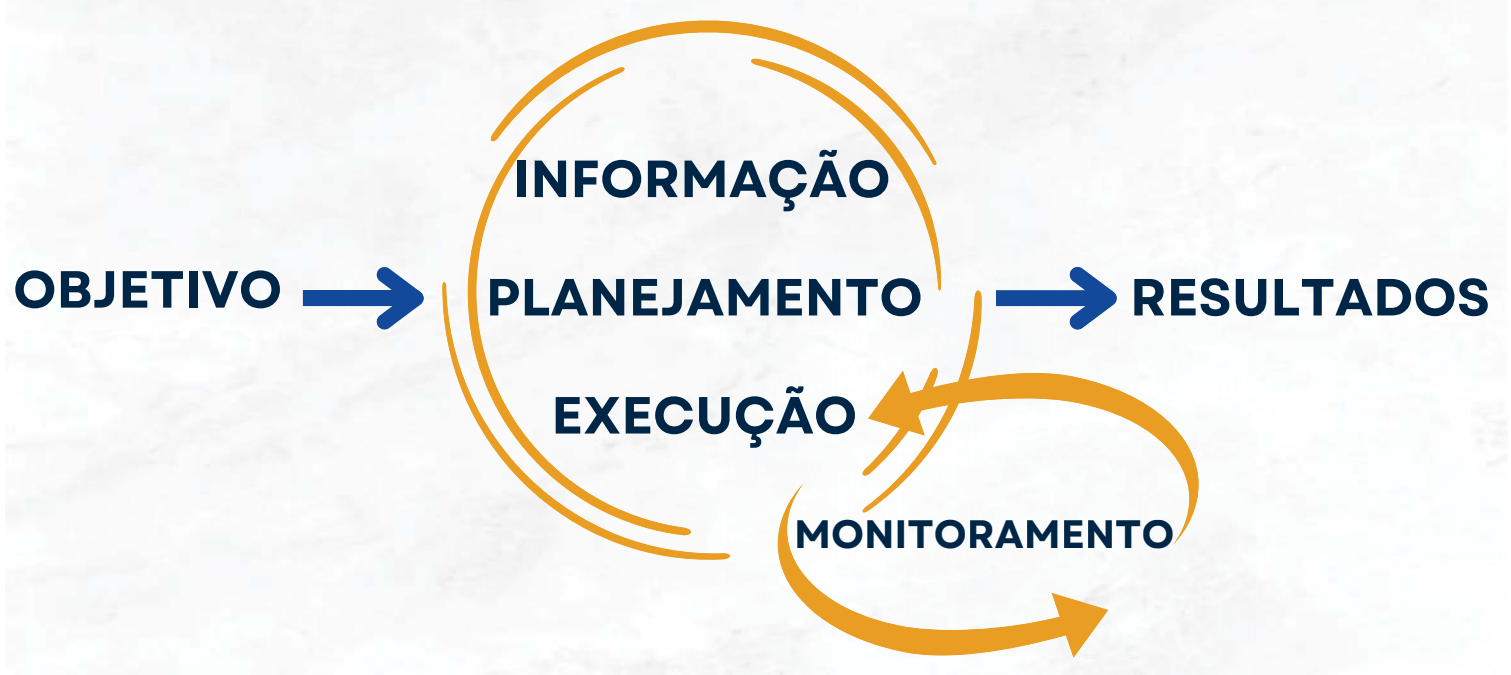 INFORMAÇÃO
OBJETIVO
PLANEJAMENTO
RESULTADOS
EXECUÇÃO
MONITORAMENTO